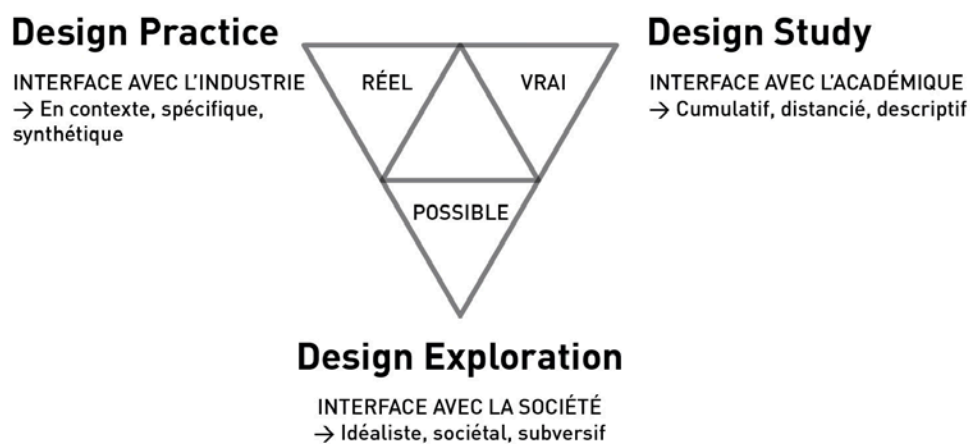 Design Practice
INTERFACE AVEC L'INDUSTRIE
→ En contexte, spécifique,
synthétique
RÉEL
VRAI
POSSIBLE
Design Study
INTERFACE AVEC L'ACADÉMIQUE
→ Cumulatif, distancié, descriptif
Design Exploration
INTERFACE AVEC LA SOCIÉTÉ
→ Idéaliste, sociétal, subversif